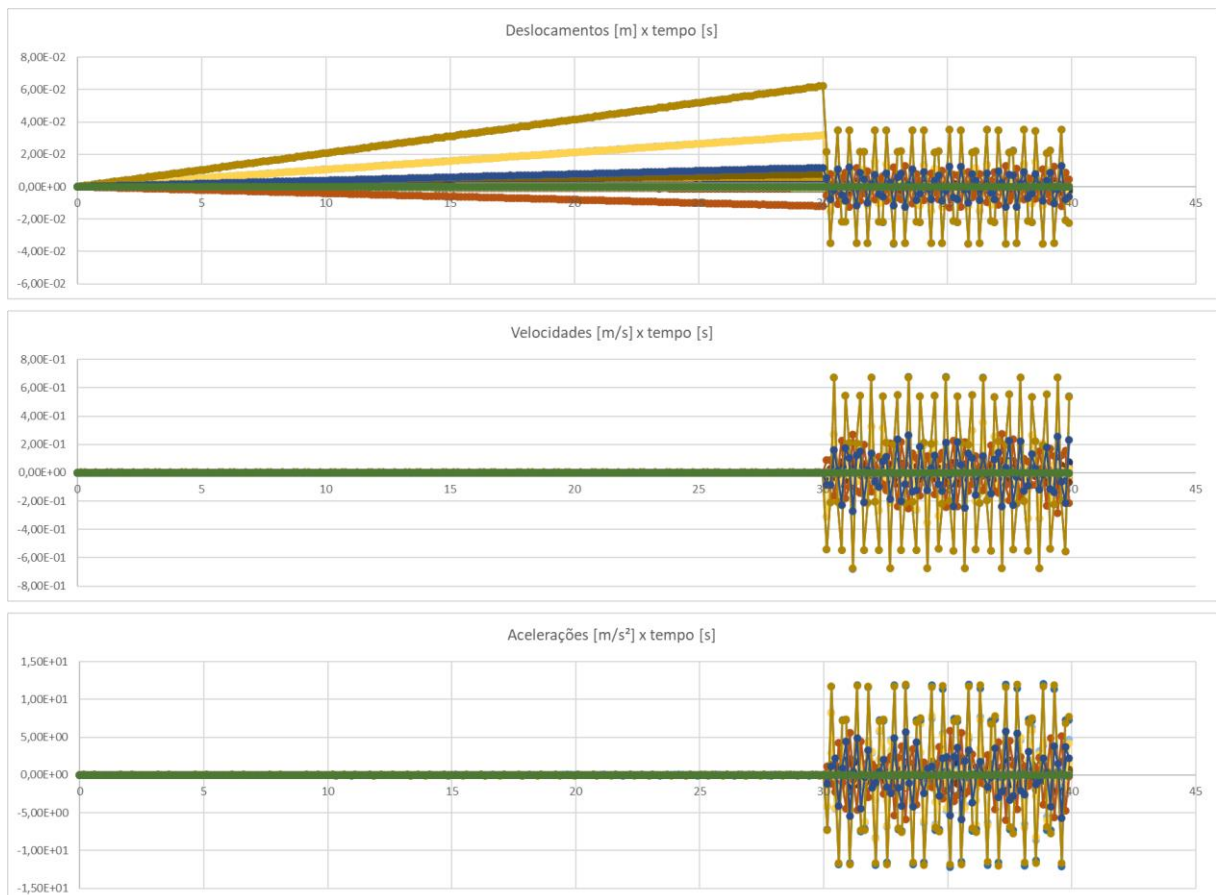 Deslocamentos [m] x tempo [s]
8,00E-02
6,00E-02
4,00E-02
2,00E-02
0,00E+00
-2,00E-02
-4,00E-02
-6,00E-02
0 5 10 15 20 25 30 35 40 45
Velocidades [m/s] x tempo [s]
8,00E-01
6,00E-01
4,00E-01
2,00E-01
0,00E+00
-2,00E-01
-4,00E-01
-6,00E-01
-8,00E-01
0 5 10 15 20 25 30 35 40 45
Acelerações [m/s²] x tempo [s]
1,50E+01
1,00E+01
5,00E+00
0,00E+00
-5,00E+00
-1,00E+01
-1,50E+01
0 5 10 15 20 25 30 35 40 45